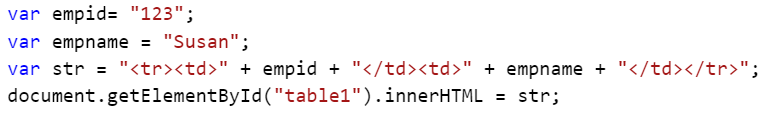 var empid= "123";
var empname = "Susan";
var str = "<tr><td>" + empid + "</td><td>" + empname + "</td></tr>";
document.getElementById("table1").innerHTML = str;